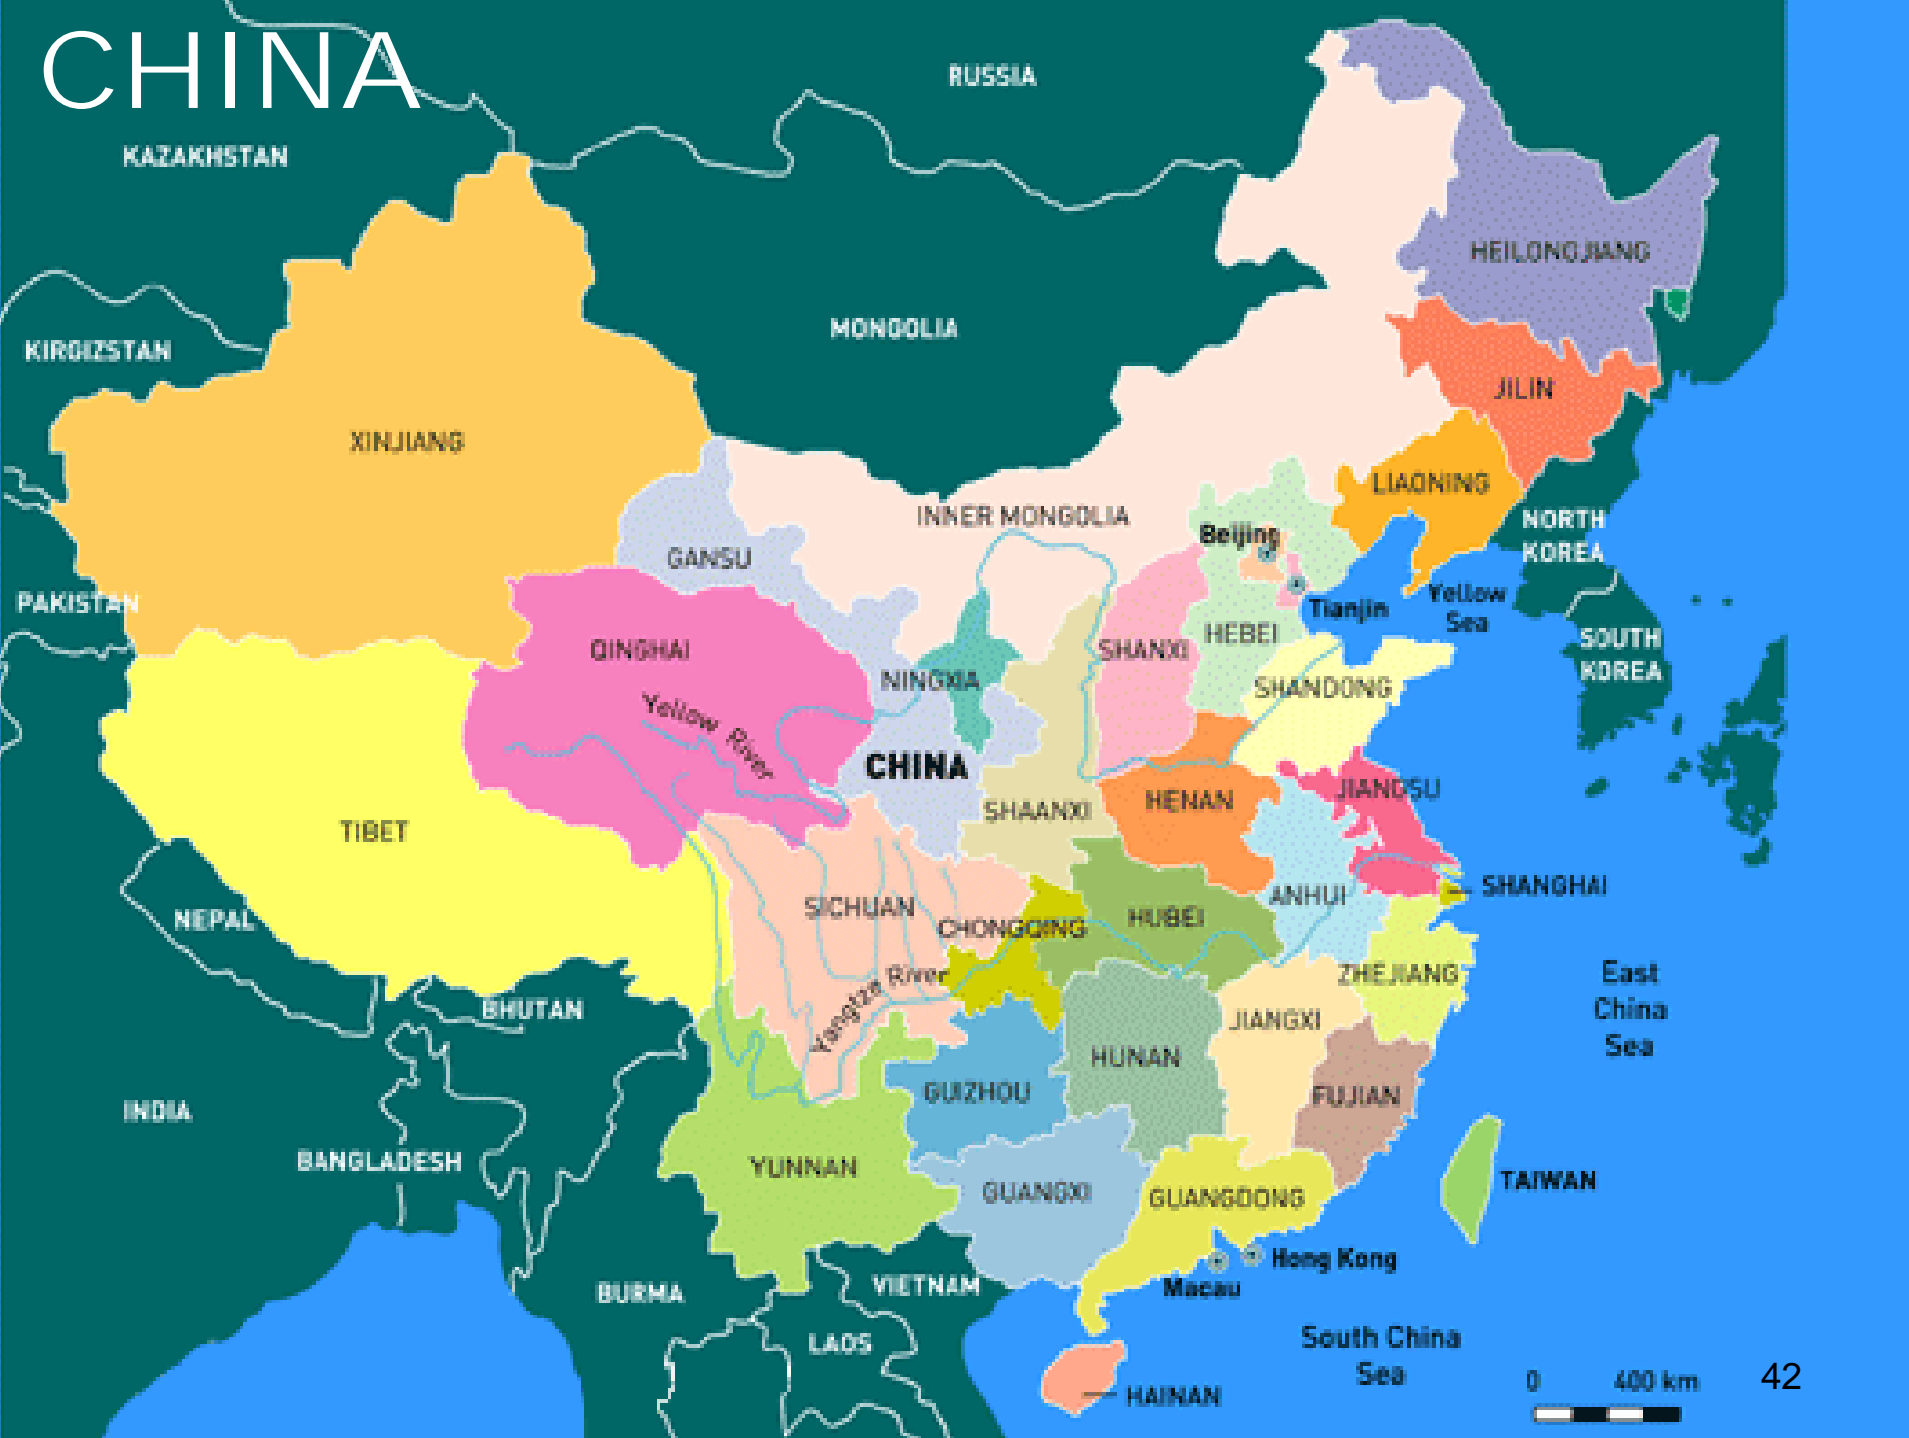 CHINA
RUSSIA
KAZAKHSTAN
HEILONGJIANG
MONGOLIA
KIRGIZSTAN
JILIN
XINJIANG
LIAONING
INNER MONGOLIA
NORTH
KOREA
Beijing
GANSU
PAKISTAN
Yellow
Sea
Tianjin
HEBEI
SOUTH
KOREA
QINGHAI
SHANXI
NINGXIA
SHANDONG
Yellow River
CHINA
JIANGSU
HENAN
SHAANXI
TIBET
SHANGHAI
ANHUI
SICHUAN
HUBEI
NEPAL
CHONGQING
ZHEJIANG
East
China
Sea
Yangtze River
BHUTAN
JIANGXI
HUNAN
GUIZHOU
FUJIAN
INDIA
BANGLADESH
YUNNAN
TAIWAN
GUANGXI
GUANGDONG
Hong Kong
Macau
VIETNAM
BURMA
LAOS
South China
Sea
HAINAN
0 400 km
42